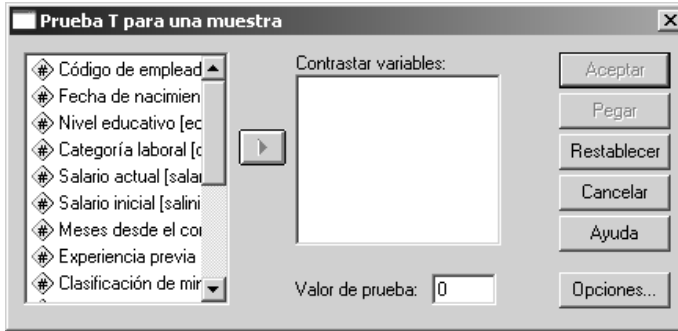 Prueba T para una muestra
Código de emplead
Fecha de nacimien
Nivel educativo [ec
Categoría laboral [c
Salario actual [salar
Salario inicial [salini
Meses desde el cor
Experiencia previa
Clasificación de mir
Contrastar variables:
Valor de prueba: 0
Aceptar
Pegar
Restablecer
Cancelar
Ayuda
Opciones...